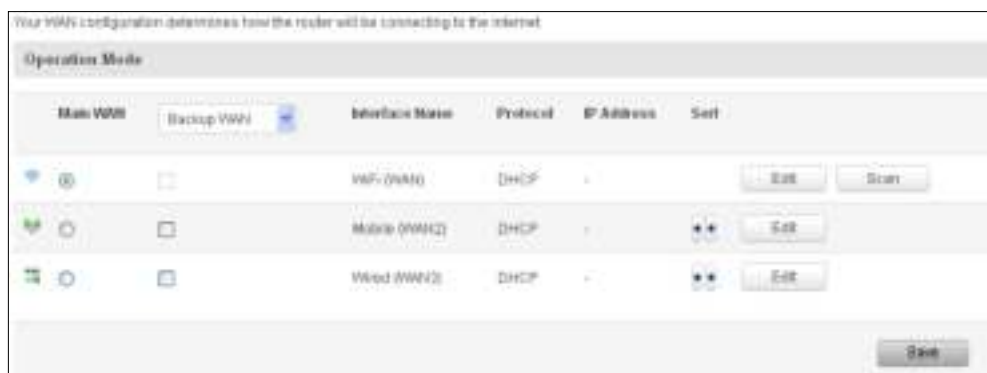 Your WAN configuration determines how the router will be connecting to the internet
Operation Mode
Main WAN Backup WAN Interface Name Protocol IP Address Sort
WiFi (WAN) DHCP - Edit Scan
Mobile (WAN2) DHCP - Edit
Wired (WAN3) DHCP - Edit
Save